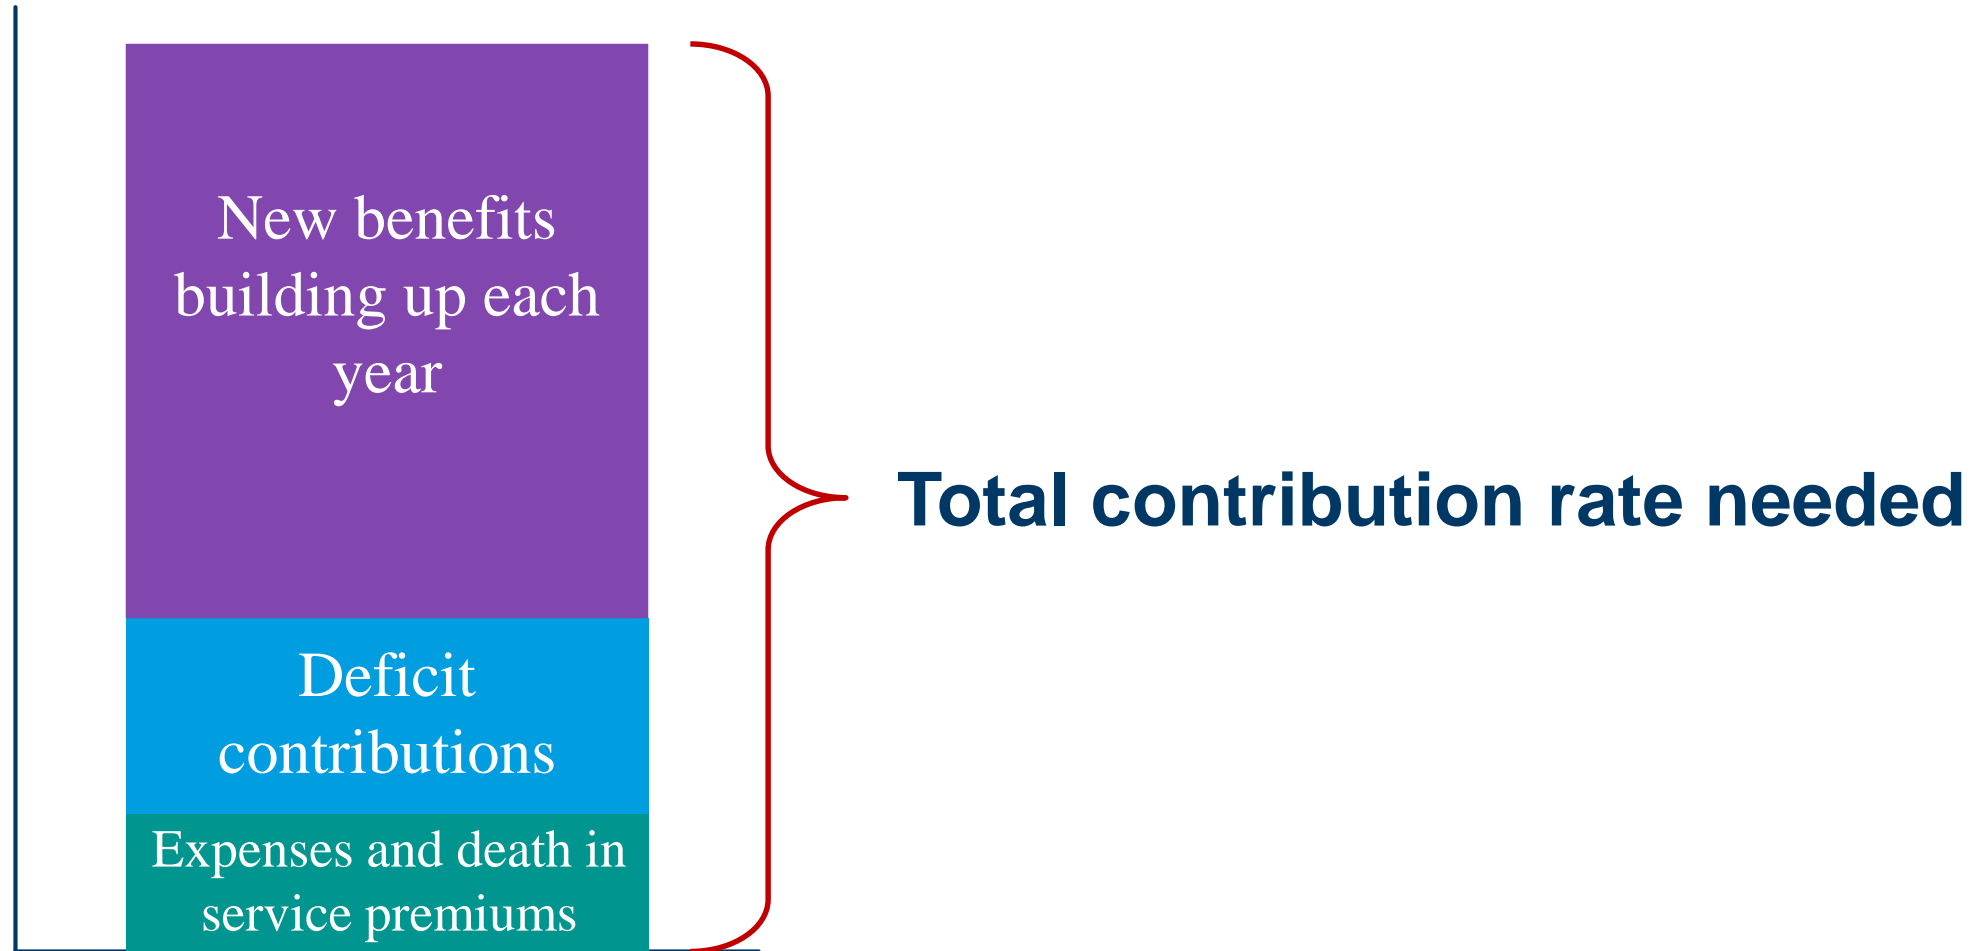 New benefits
building up each
year
Total contribution rate needed
Deficit
contributions
Expenses and death in
service premiums